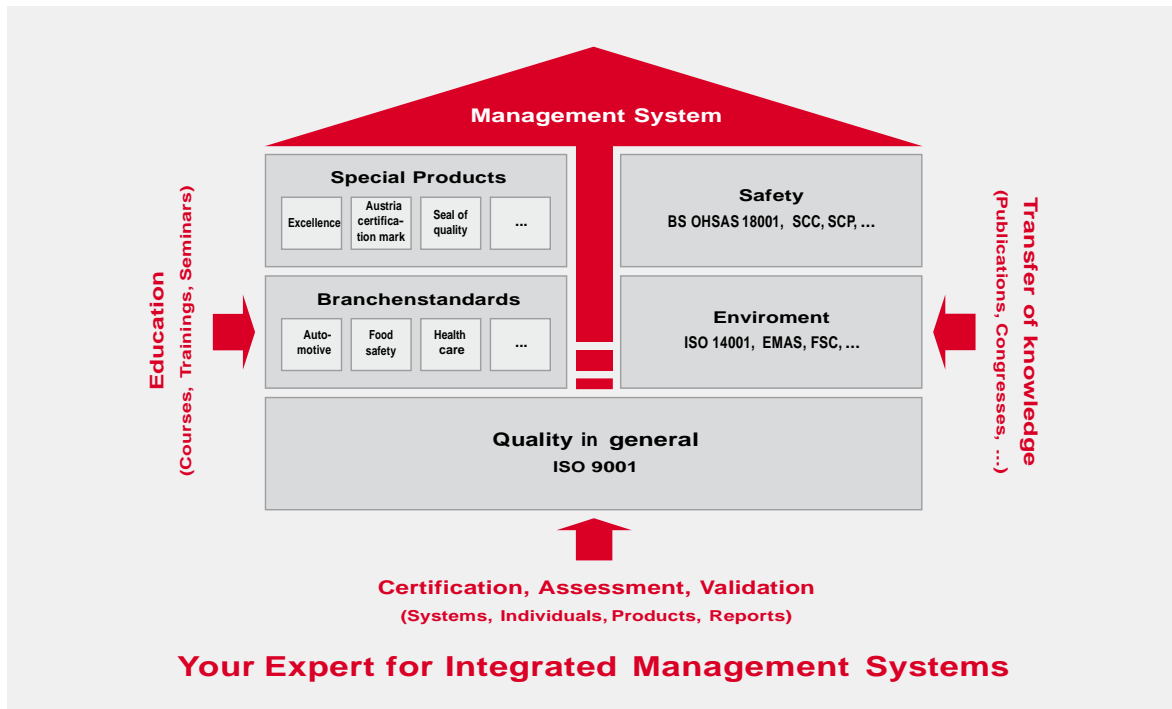 Management System
Special Products
Excellence
Austria
certifica-
tion mark
Seal of
quality
...
Safety
BS OHSAS 18001, SCC, SCP, ...
Branchenstandards
Auto-
motive
Food
safety
Health
care
...
Enviroment
ISO 14001, EMAS, FSC, ...
Quality in general
ISO 9001
Education
(Courses, Trainings, Seminars)
Transfer of knowledge
(Publications, Congresses, ...)
Certification, Assessment, Validation
(Systems, Individuals, Products, Reports)
Your Expert for Integrated Management Systems